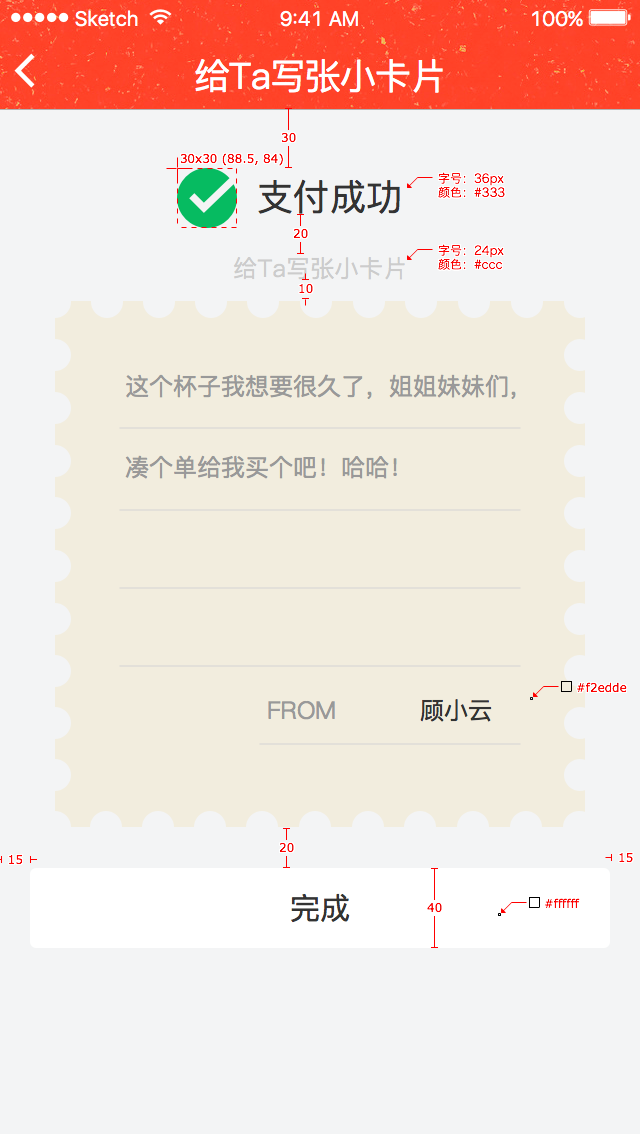 Sketch 9:41 AM 100%
给Ta写张小卡片
30
30x30 (88.5, 84)
支付成功
字号：36px
颜色：#333
20
给Ta写张小卡片
字号：24px
颜色：#ccc
10
这个杯子我想要很久了，姐姐妹妹们，
凑个单给我买个吧！哈哈！
#f2edde
FROM 顾小云
20
15 15
完成 40 #ffffff